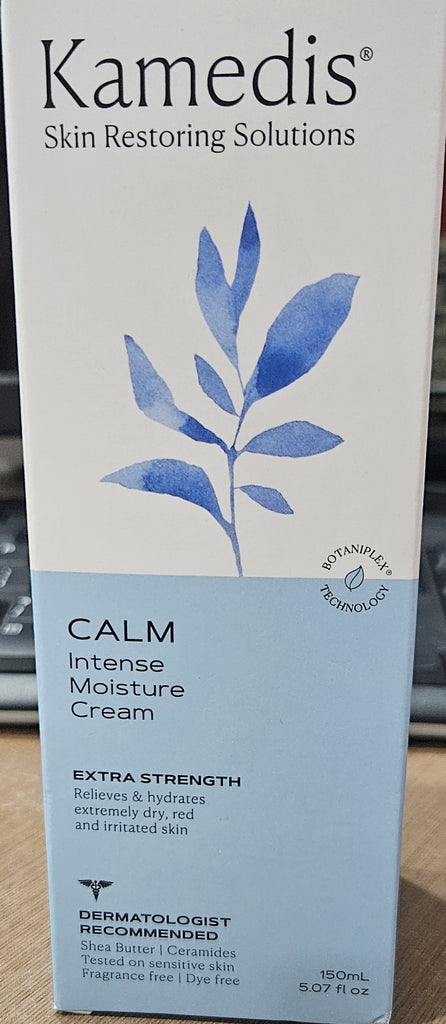 Kamedis®
Skin Restoring Solutions
BOTANIPLEX®
TECHNOLOGY
CALM
Intense
Moisture
Cream
EXTRA STRENGTH
Relieves & hydrates
extremely dry, red
and irritated skin
DERMATOLOGIST
RECOMMENDED
Shea Butter | Ceramides
Tested on sensitive skin
Fragrance free | Dye free
150mL
5.07 fl oz